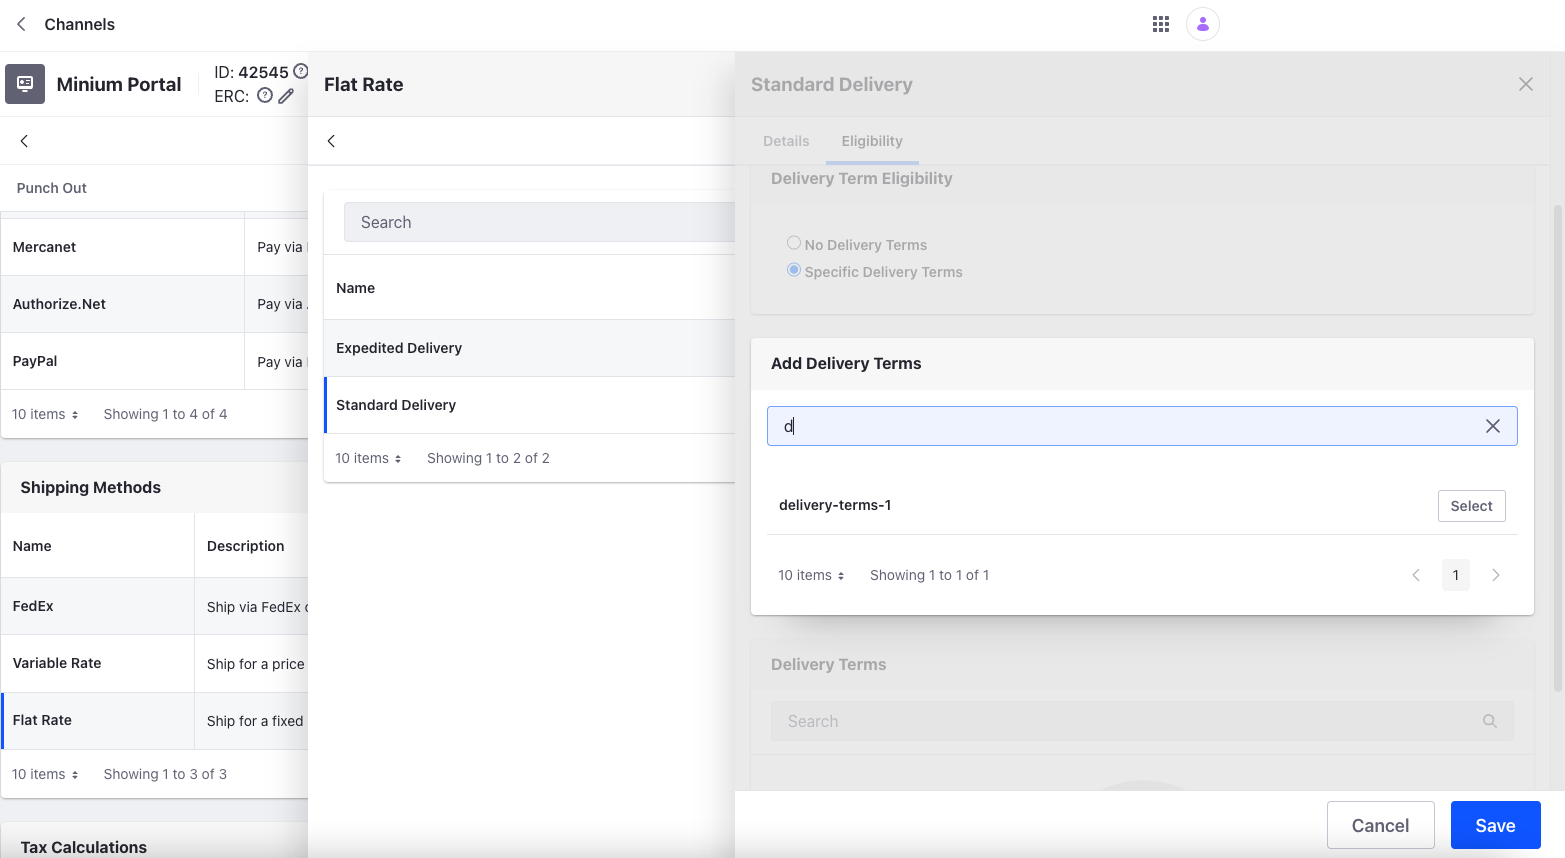 Channels
Minium Portal
ID: 42545
ERC:
Punch Out
Mercanet
Pay via
Authorize.Net
Pay via
PayPal
Pay via
10 items
Showing 1 to 4 of 4
Shipping Methods
Name
Description
FedEx
Ship via FedEx
Variable Rate
Ship for a price
Flat Rate
Ship for a fixed
10 items
Showing 1 to 3 of 3
Tax Calculations
Flat Rate
Search
Name
Expedited Delivery
Standard Delivery
10 items
Showing 1 to 2 of 2
Standard Delivery
Details
Eligibility
Delivery Term Eligibility
No Delivery Terms
Specific Delivery Terms
Add Delivery Terms
d
delivery-terms-1
Select
10 items
Showing 1 to 1 of 1
1
Delivery Terms
Search
Cancel
Save